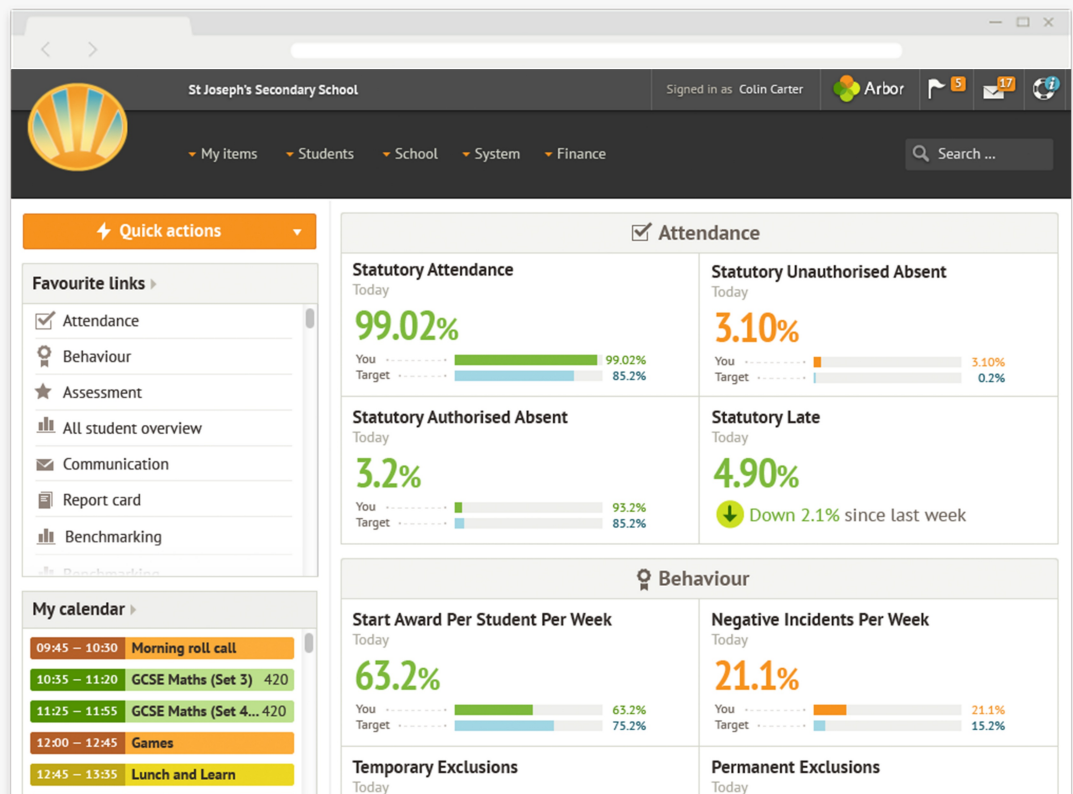 St Joseph's Secondary School
Signed in as Colin Carter
Arbor
5
17
i
My items
Students
School
System
Finance
Search ...
Quick actions
Favourite links
Attendance
Behaviour
Assessment
All student overview
Communication
Report card
Benchmarking
Benchmarking
My calendar
09:45 – 10:30 Morning roll call
10:35 – 11:20 GCSE Maths (Set 3) 420
11:25 – 11:55 GCSE Maths (Set 4... 420
12:00 – 12:45 Games
12:45 – 13:35 Lunch and Learn
Attendance
Statutory Attendance
Today
99.02%
You 99.02%
Target 85.2%
Statutory Unauthorised Absent
Today
3.10%
You 3.10%
Target 0.2%
Statutory Authorised Absent
Today
3.2%
You 93.2%
Target 85.2%
Statutory Late
Today
4.90%
Down 2.1% since last week
Behaviour
Start Award Per Student Per Week
Today
63.2%
You 63.2%
Target 75.2%
Negative Incidents Per Week
Today
21.1%
You 21.1%
Target 15.2%
Temporary Exclusions
Today
Permanent Exclusions
Today